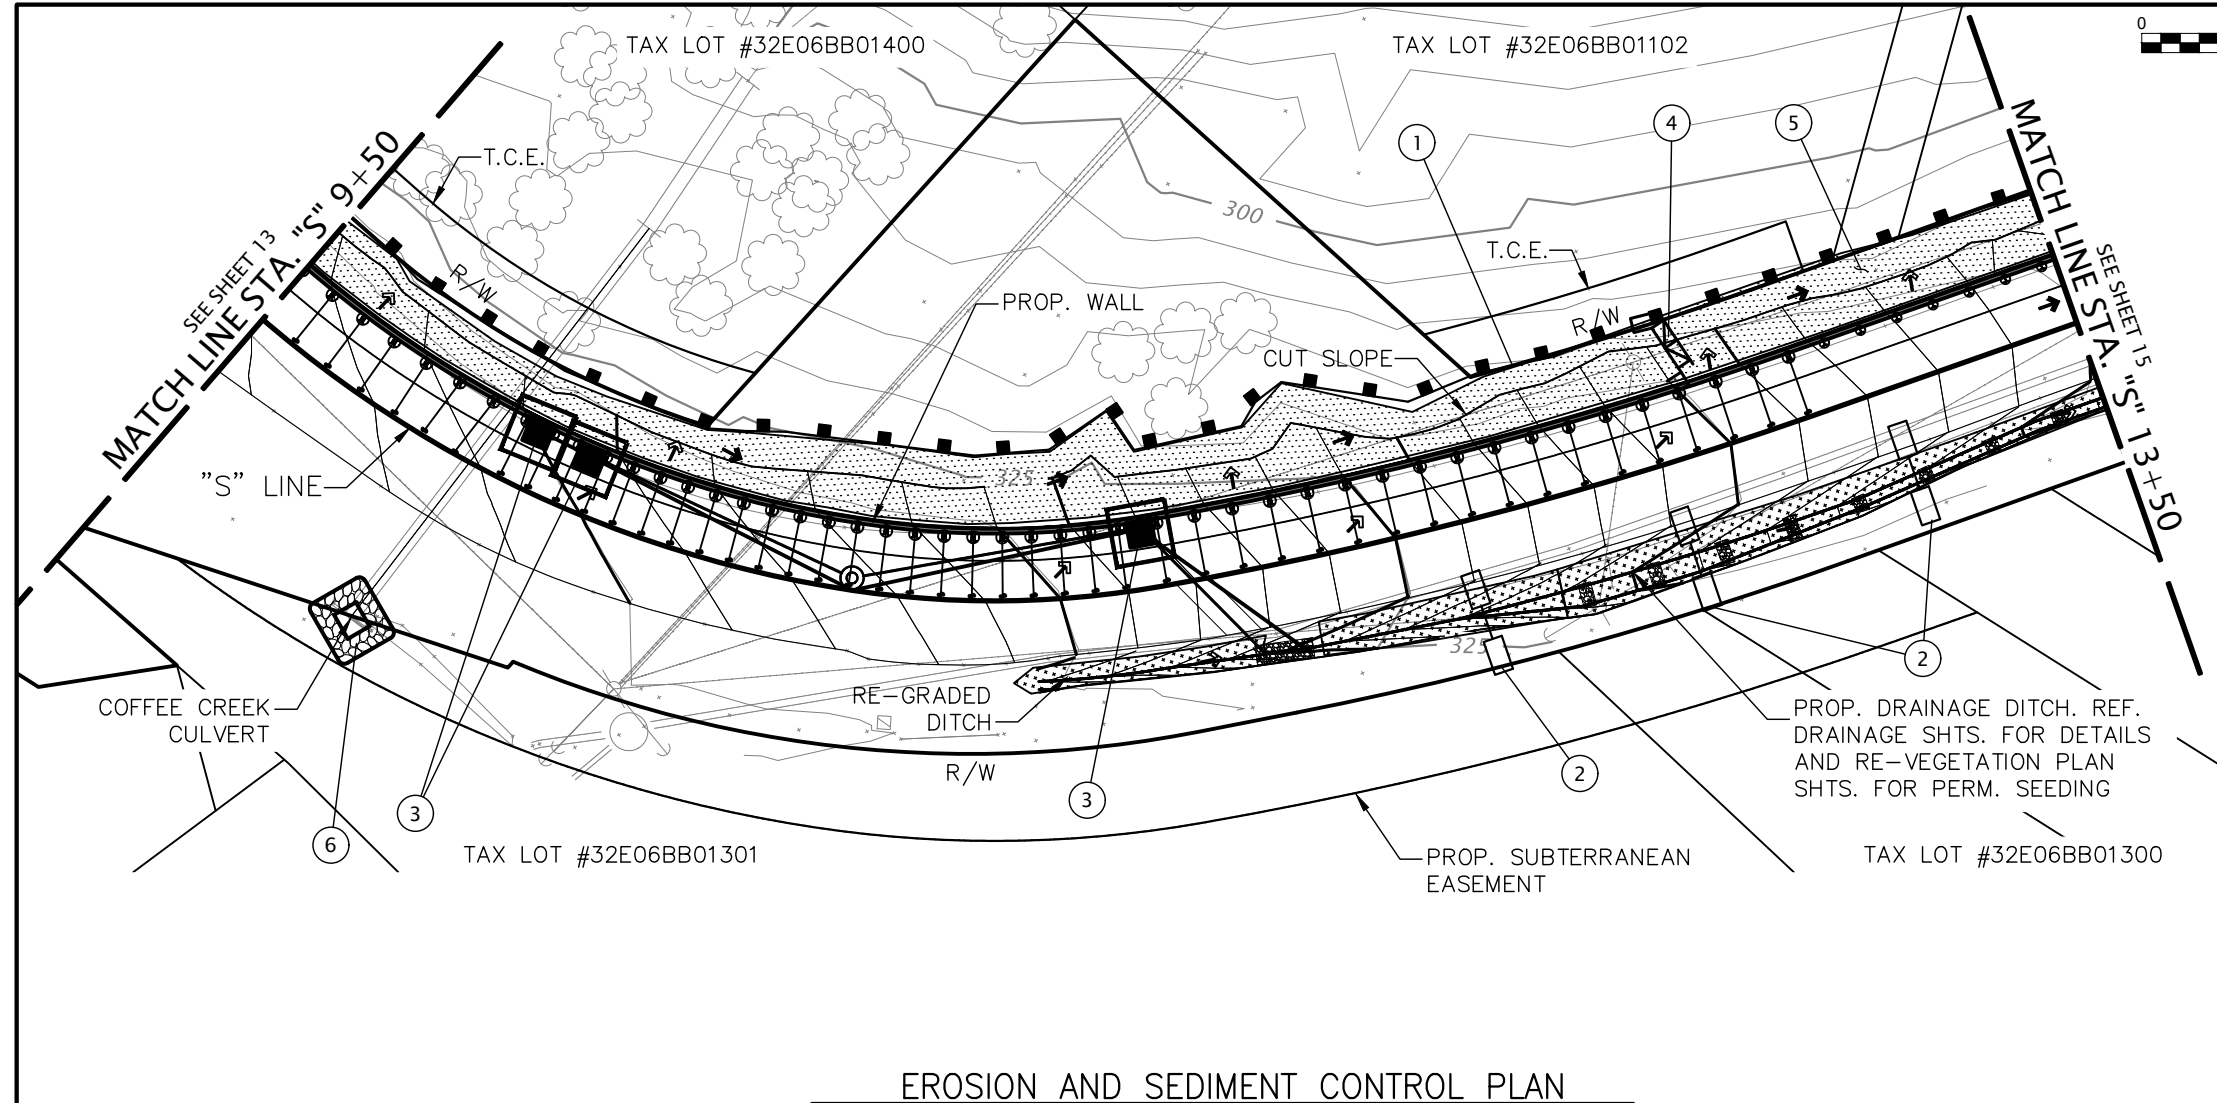 0
TAX LOT #32E06BB01400
TAX LOT #32E06BB01102
1
4
5
T.C.E.
MATCH LINE STA. "S" 9+50
SEE SHEET 13
R/W
300
T.C.E.
PROP. WALL
R/W
CUT SLOPE
MATCH LINE STA. "S" 13+50
SEE SHEET 15
"S" LINE
325
325
2
RE-GRADED
DITCH
COFFEE CREEK
CULVERT
PROP. DRAINAGE DITCH. REF.
DRAINAGE SHTS. FOR DETAILS
AND RE-VEGETATION PLAN
SHTS. FOR PERM. SEEDING
R/W
2
3
3
6
TAX LOT #32E06BB01301
PROP. SUBTERRANEAN
EASEMENT
TAX LOT #32E06BB01300
EROSION AND SEDIMENT CONTROL PLAN